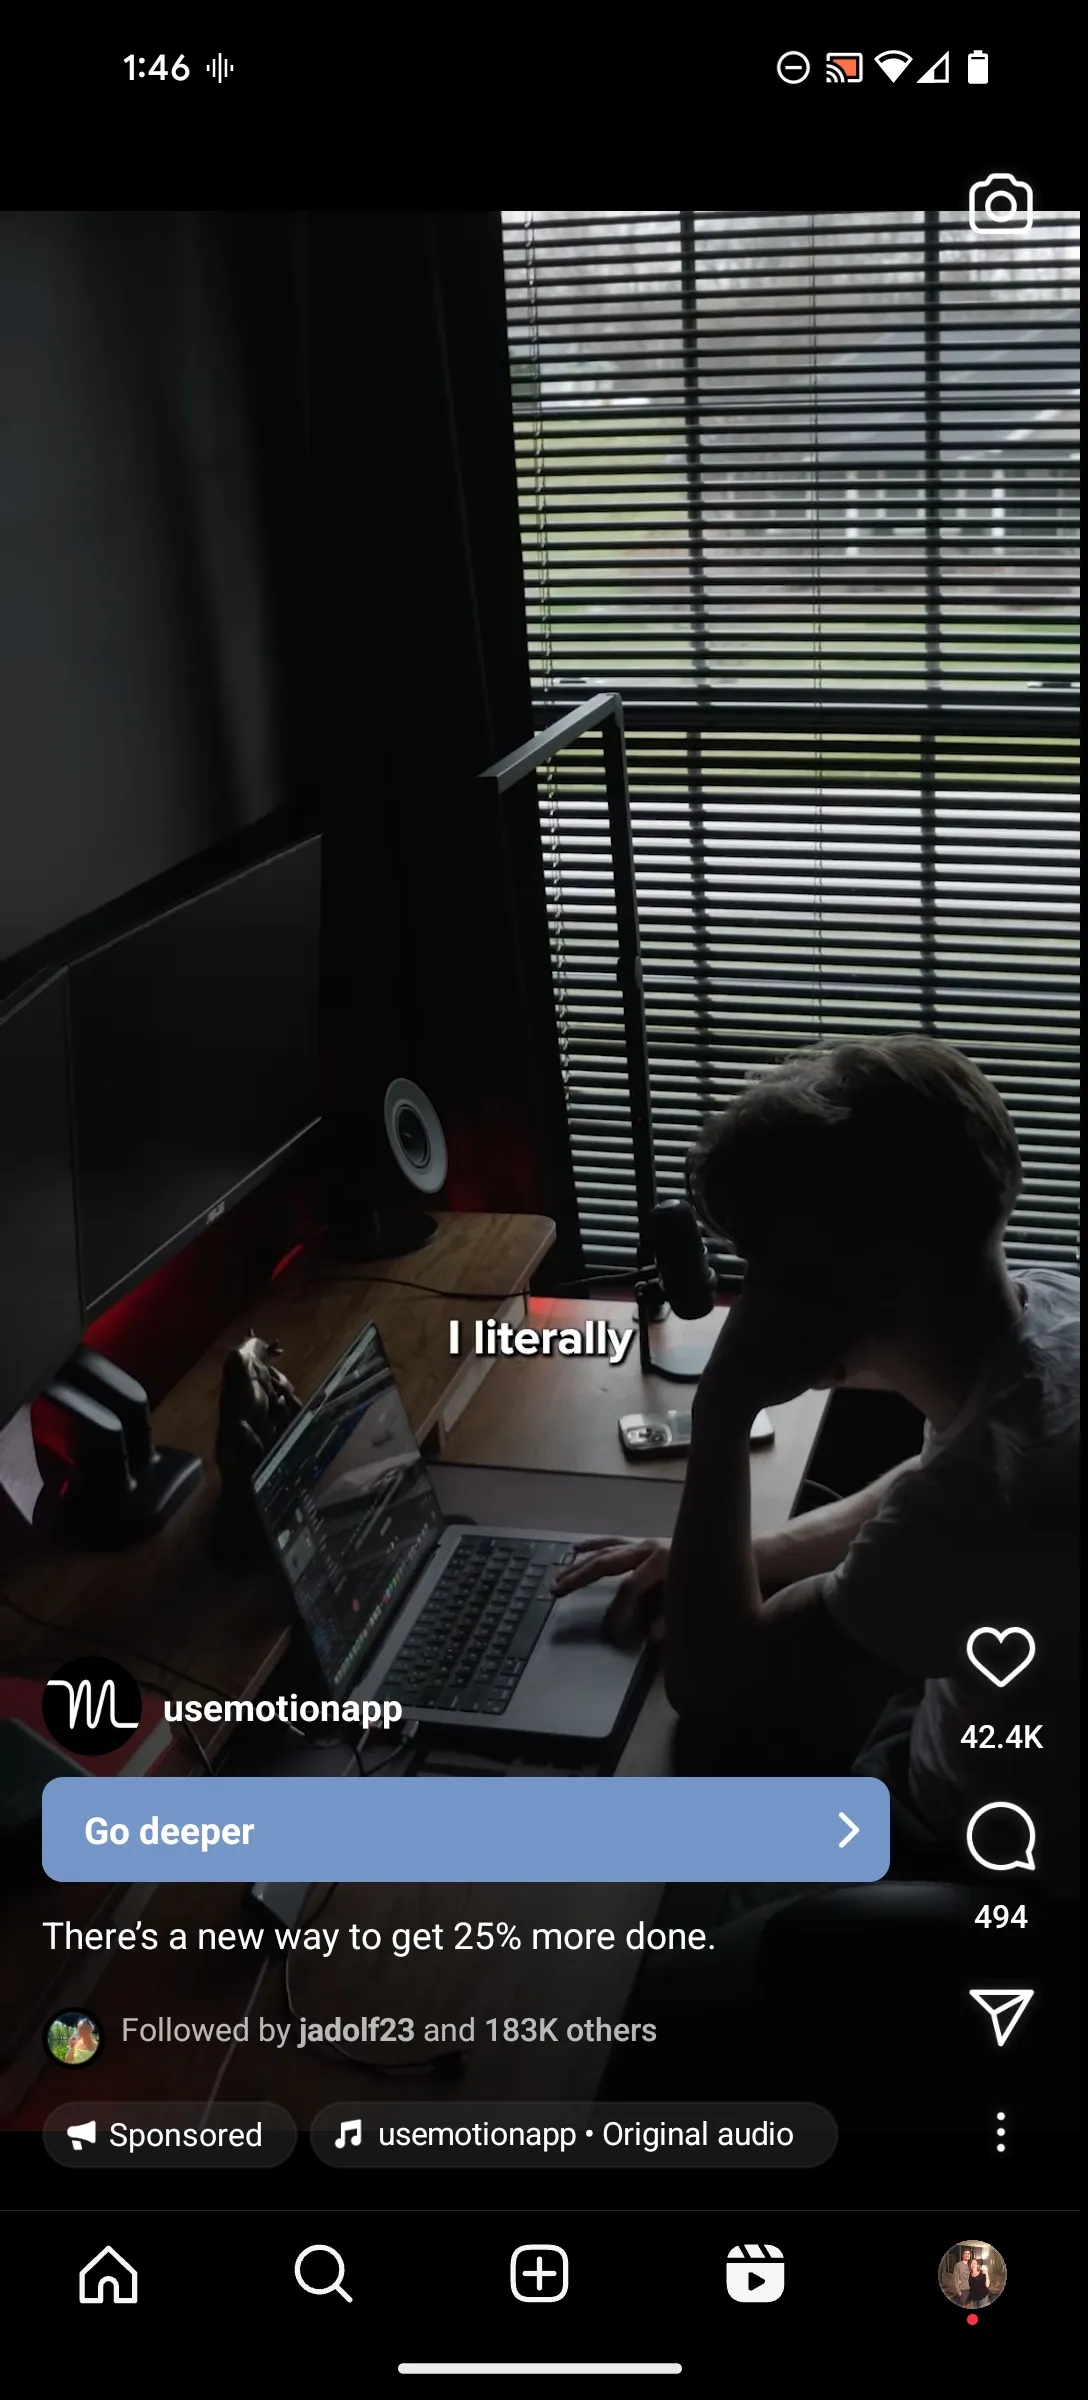 1:46
I literally
usemotionapp
Go deeper
There’s a new way to get 25% more done.
Followed by jadolf23 and 183K others
Sponsored
usemotionapp • Original audio
42.4K
494